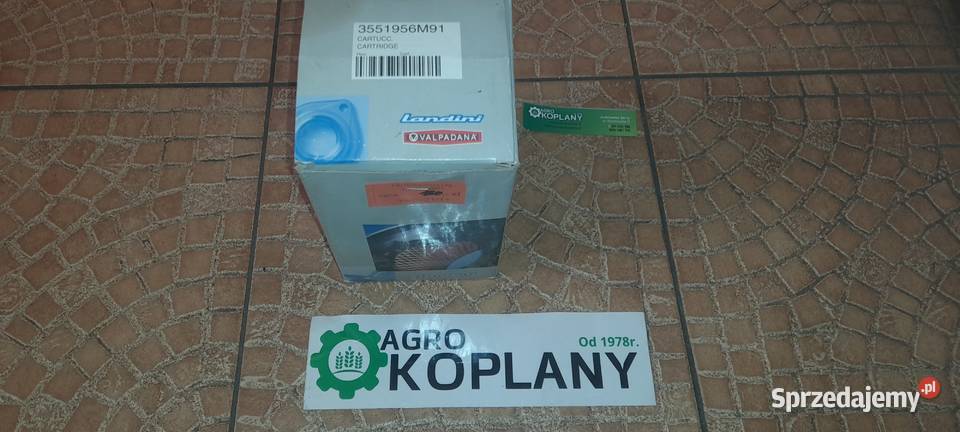 3551956M91
CARTUCC.
CARTRIDGE
Landini
VALPADANA
AGRO
KOPLANY
AGRO
Od 1978r.
KOPLANY
Sprzedajemy.pl